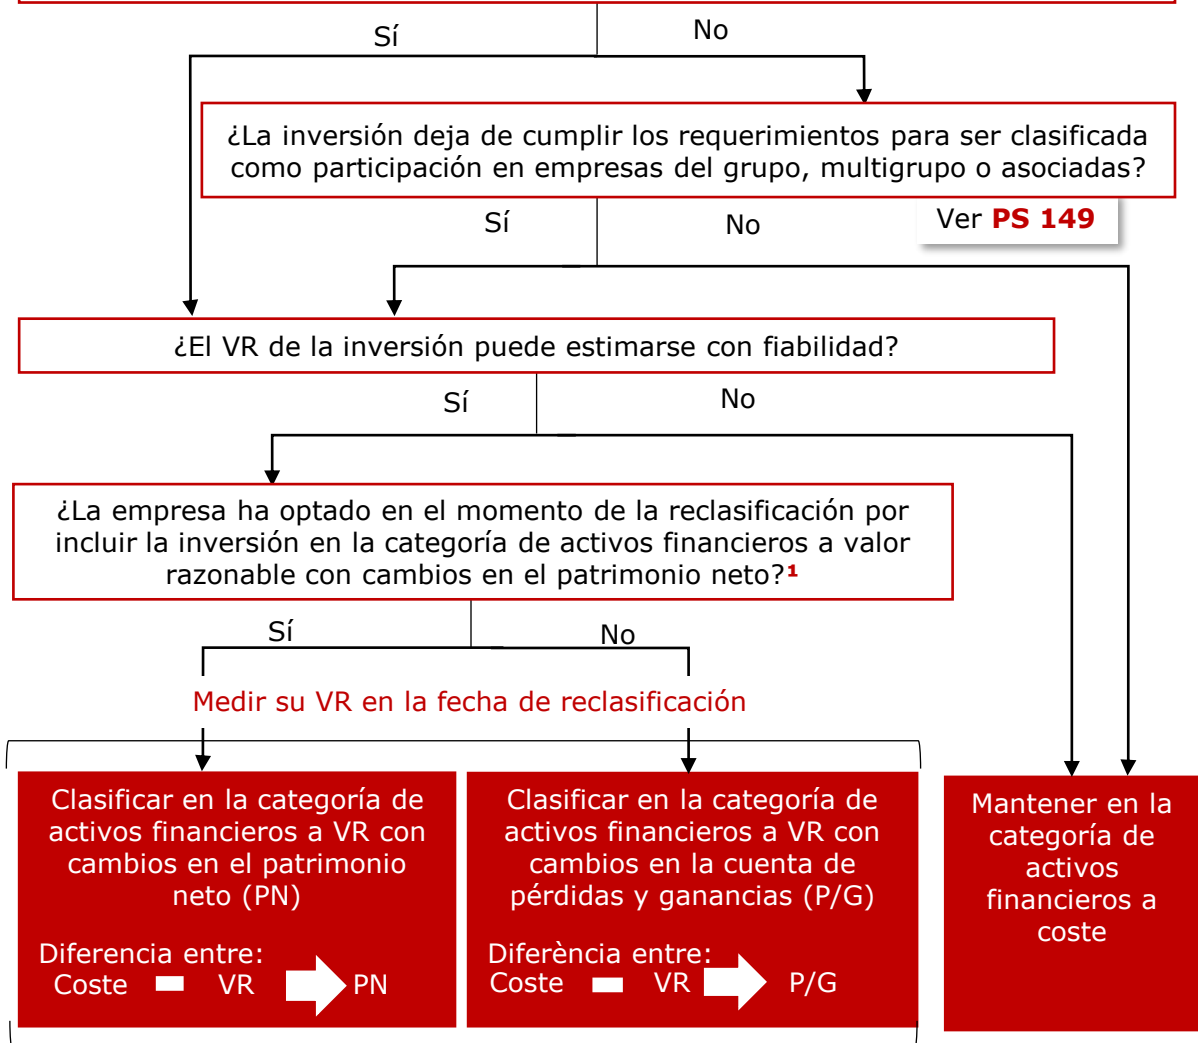 Sí
No
¿La inversión deja de cumplir los requerimientos para ser clasificada
como participación en empresas del grupo, multigrupo o asociadas?
Sí
No
Ver PS 149
¿El VR de la inversión puede estimarse con fiabilidad?
Sí
No
¿La empresa ha optado en el momento de la reclasificación por
incluir la inversión en la categoría de activos financieros a valor
razonable con cambios en el patrimonio neto?¹
Sí
No
Medir su VR en la fecha de reclasificación
Clasificar en la categoría de
activos financieros a VR con
cambios en el patrimonio
neto (PN)
Diferencia entre:
Coste VR PN
Clasificar en la categoría de
activos financieros a VR con
cambios en la cuenta de
pérdidas y ganancias (P/G)
Diferència entre:
Coste VR P/G
Mantener en la
categoría de
activos
financieros a
coste